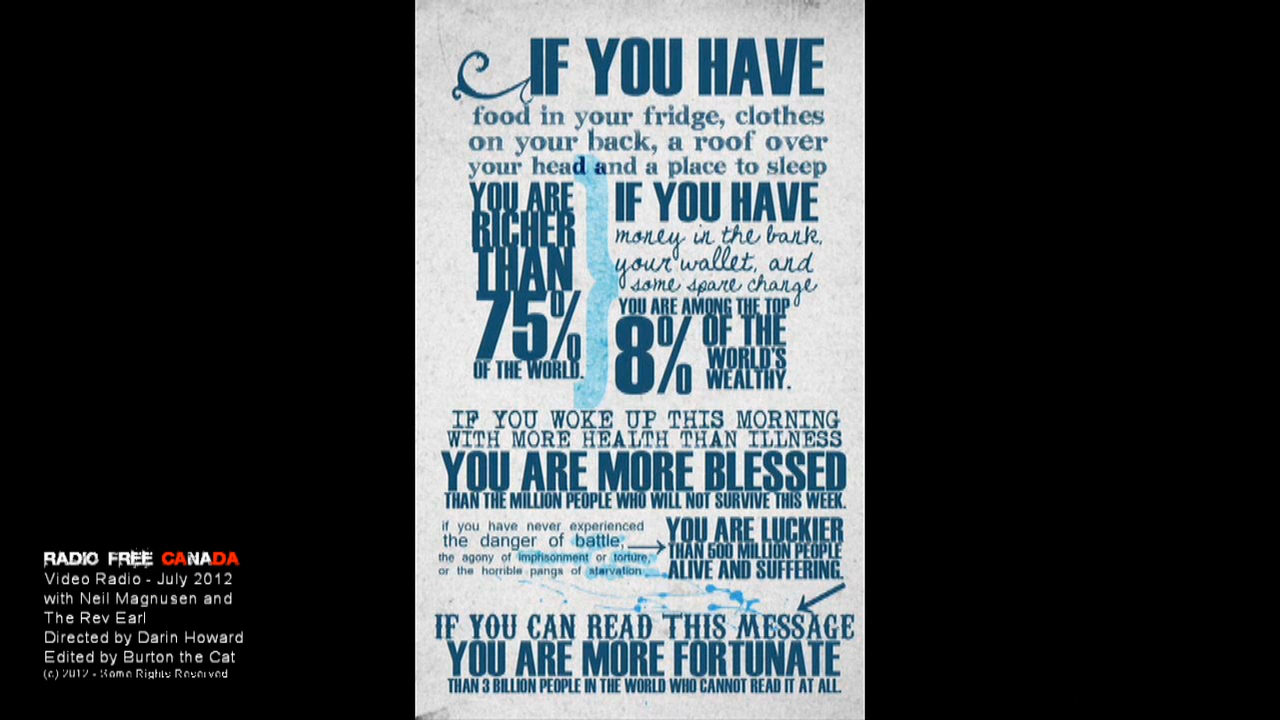 IF YOU HAVE
food in your fridge, clothes
on your back, a roof over
your head and a place to sleep
YOU ARE
RICHER
THAN
75%
OF THE WORLD.
IF YOU HAVE
money in the bank,
your wallet, and
some spare change
YOU ARE AMONG THE TOP
8% OF THE
WORLD'S
WEALTHY.
IF YOU WOKE UP THIS MORNING
WITH MORE HEALTH THAN ILLNESS
YOU ARE MORE BLESSED
THAN THE MILLION PEOPLE WHO WILL NOT SURVIVE THIS WEEK.
if you have never experienced
the danger of battle,
the agony of imprisonment or torture,
or the horrible pangs of starvation
YOU ARE LUCKIER
THAN 500 MILLION PEOPLE
ALIVE AND SUFFERING.
IF YOU CAN READ THIS MESSAGE
YOU ARE MORE FORTUNATE
THAN 3 BILLION PEOPLE IN THE WORLD WHO CANNOT READ IT AT ALL.
RADIO FREE CANADA
Video Radio - July 2012
with Neil Magnusen and
The Rev Earl
Directed by Darin Howard
Edited by Burton the Cat
(c) 2012 - Some Rights Reserved